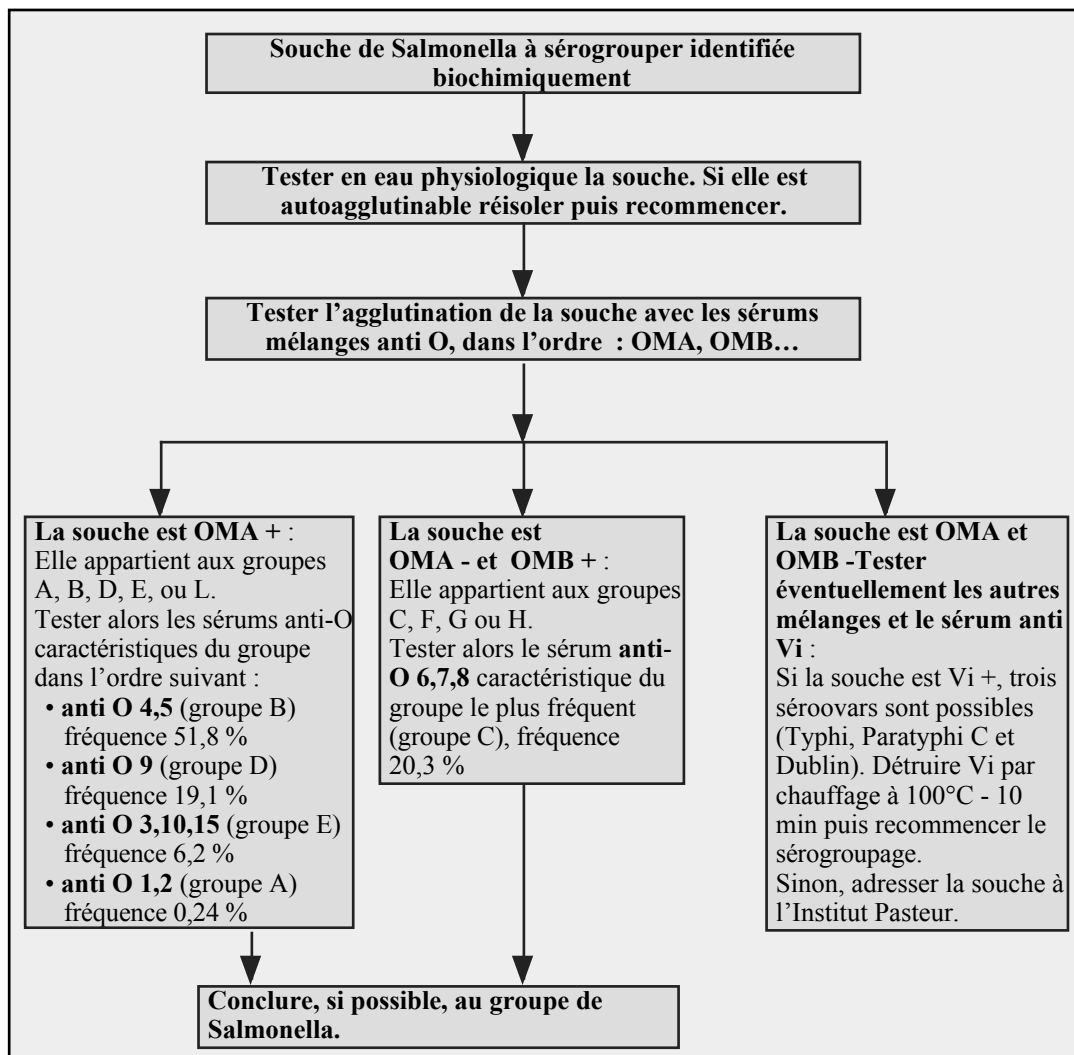 Souche de Salmonella à sérogrouper identifiée
biochimiquement
Tester en eau physiologique la souche. Si elle est
autoagglutinable réisoler puis recommencer.
Tester l’agglutination de la souche avec les sérums
mélanges anti O, dans l’ordre : OMA, OMB…
La souche est OMA + :
Elle appartient aux groupes
A, B, D, E, ou L.
Tester alors les sérums anti-O
caractéristiques du groupe
dans l’ordre suivant :
• anti O 4,5 (groupe B)
fréquence 51,8 %
• anti O 9 (groupe D)
fréquence 19,1 %
• anti O 3,10,15 (groupe E)
fréquence 6,2 %
• anti O 1,2 (groupe A)
fréquence 0,24 %
La souche est
OMA - et OMB + :
Elle appartient aux groupes
C, F, G ou H.
Tester alors le sérum anti-
O 6,7,8 caractéristique du
groupe le plus fréquent
(groupe C), fréquence
20,3 %
La souche est OMA et
OMB -Tester
éventuellement les autres
mélanges et le sérum anti
Vi :
Si la souche est Vi +, trois
séroovars sont possibles
(Typhi, Paratyphi C et
Dublin). Détruire Vi par
chauffage à 100°C - 10
min puis recommencer le
sérogroupage.
Sinon, adresser la souche à
l’Institut Pasteur.
Conclure, si possible, au groupe de
Salmonella.